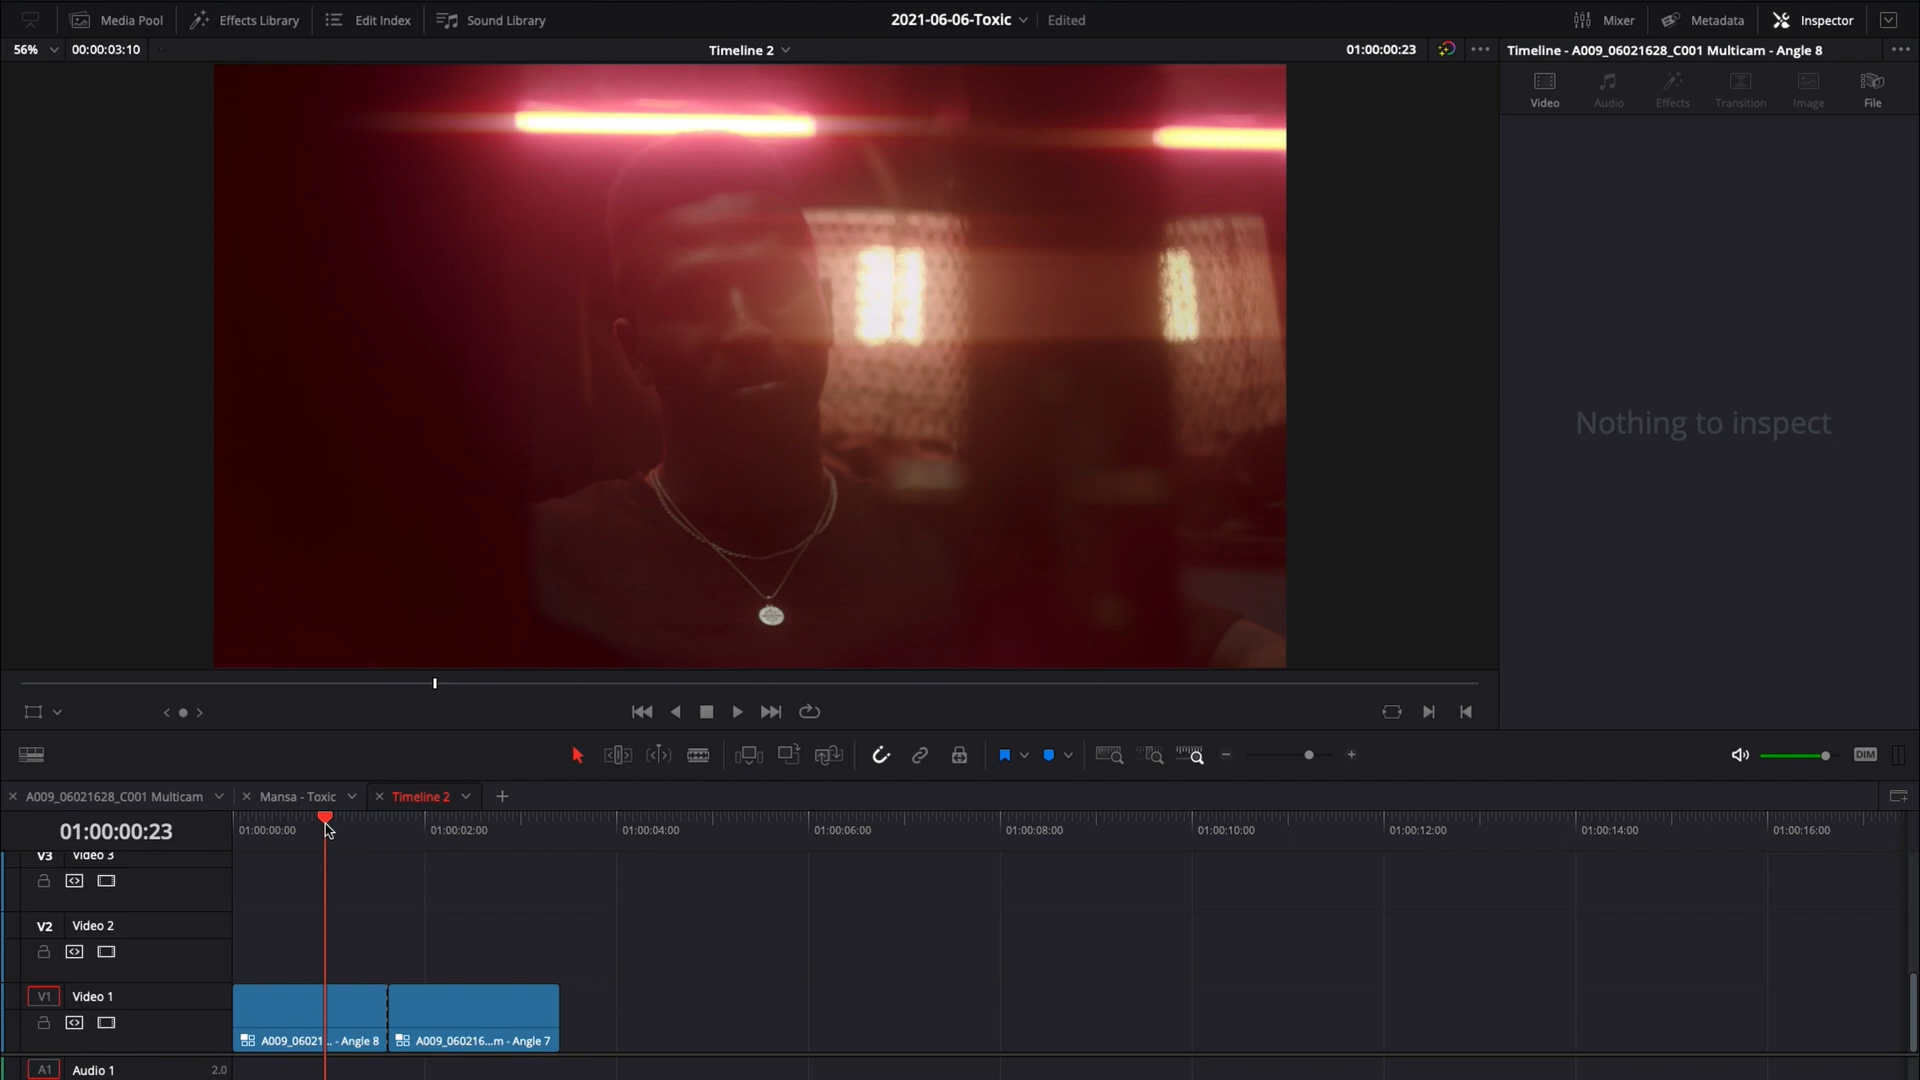 Media Pool Effects Library Edit Index Sound Library 2021-06-06-Toxic Edited Mixer Metadata Inspector
56% 00:00:03:10 Timeline 2 01:00:00:23 Timeline - A009_06021628_C001 Multicam - Angle 8
Video Audio Effects Transition Image File
Nothing to inspect
DIM
A009_06021628_C001 Multicam Mansa - Toxic Timeline 2
01:00:00:23 01:00:00:00 01:00:02:00 01:00:04:00 01:00:06:00 01:00:08:00 01:00:10:00 01:00:12:00 01:00:14:00 01:00:16:00
V3 Video 3
V2 Video 2
V1 Video 1
A009_06021... - Angle 8 A009_060216...m - Angle 7
A1 Audio 1 2.0